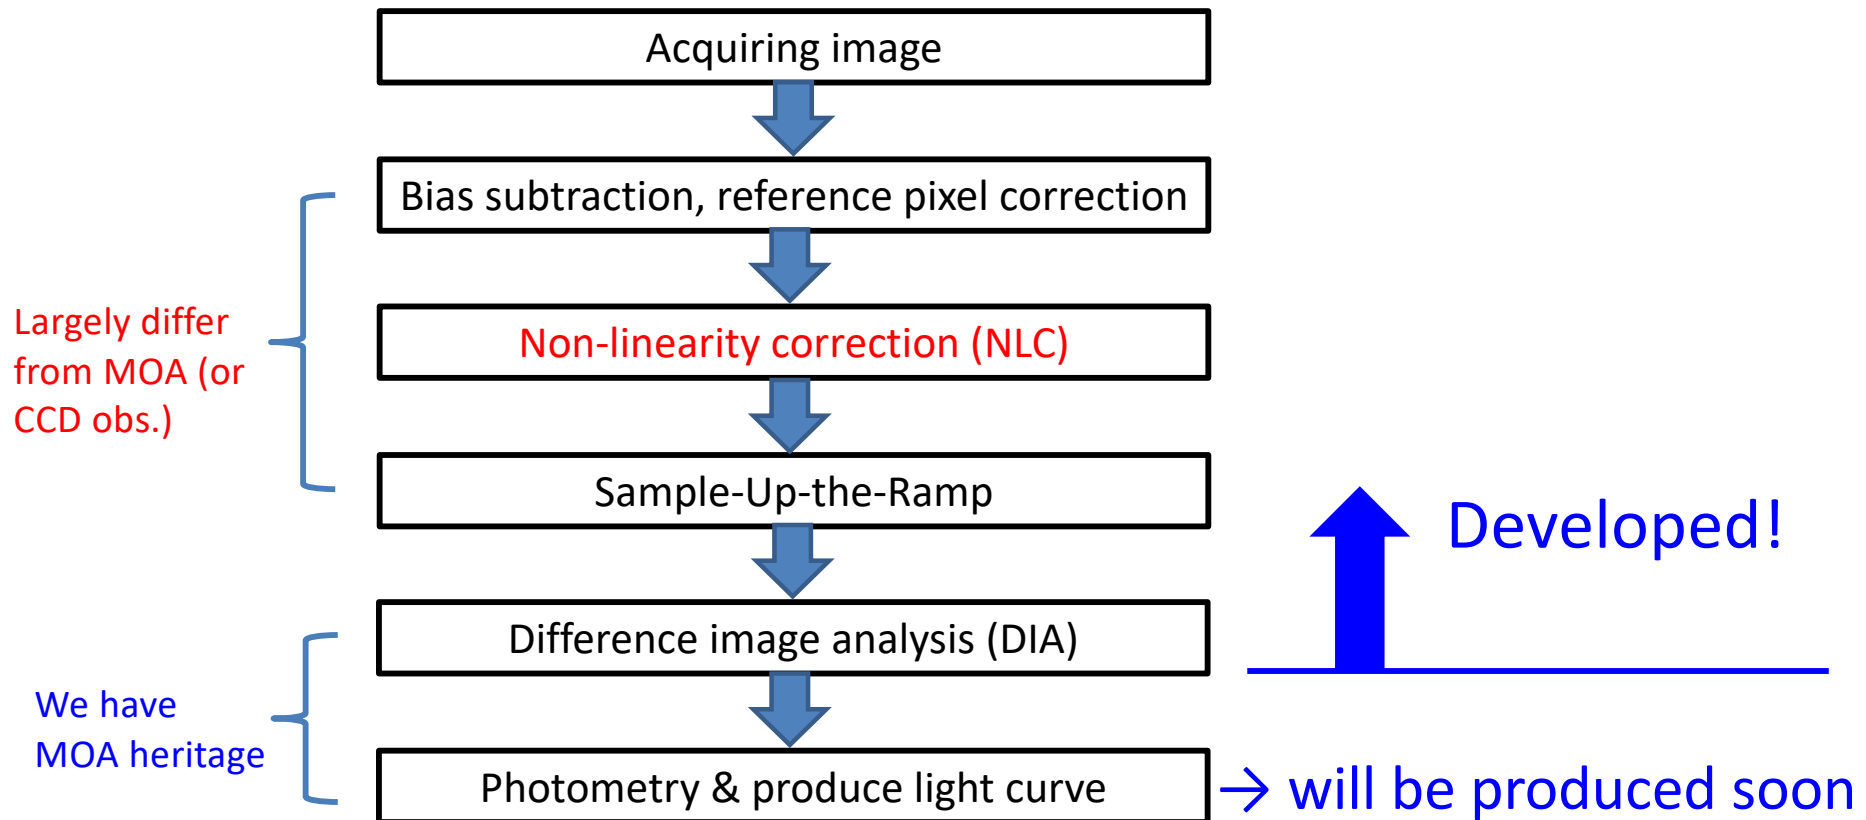 Acquiring image
Bias subtraction, reference pixel correction
Largely differ
from MOA (or
CCD obs.)
Non-linearity correction (NLC)
Sample-Up-the-Ramp
Developed!
Difference image analysis (DIA)
We have
MOA heritage
Photometry & produce light curve
→ will be produced soon